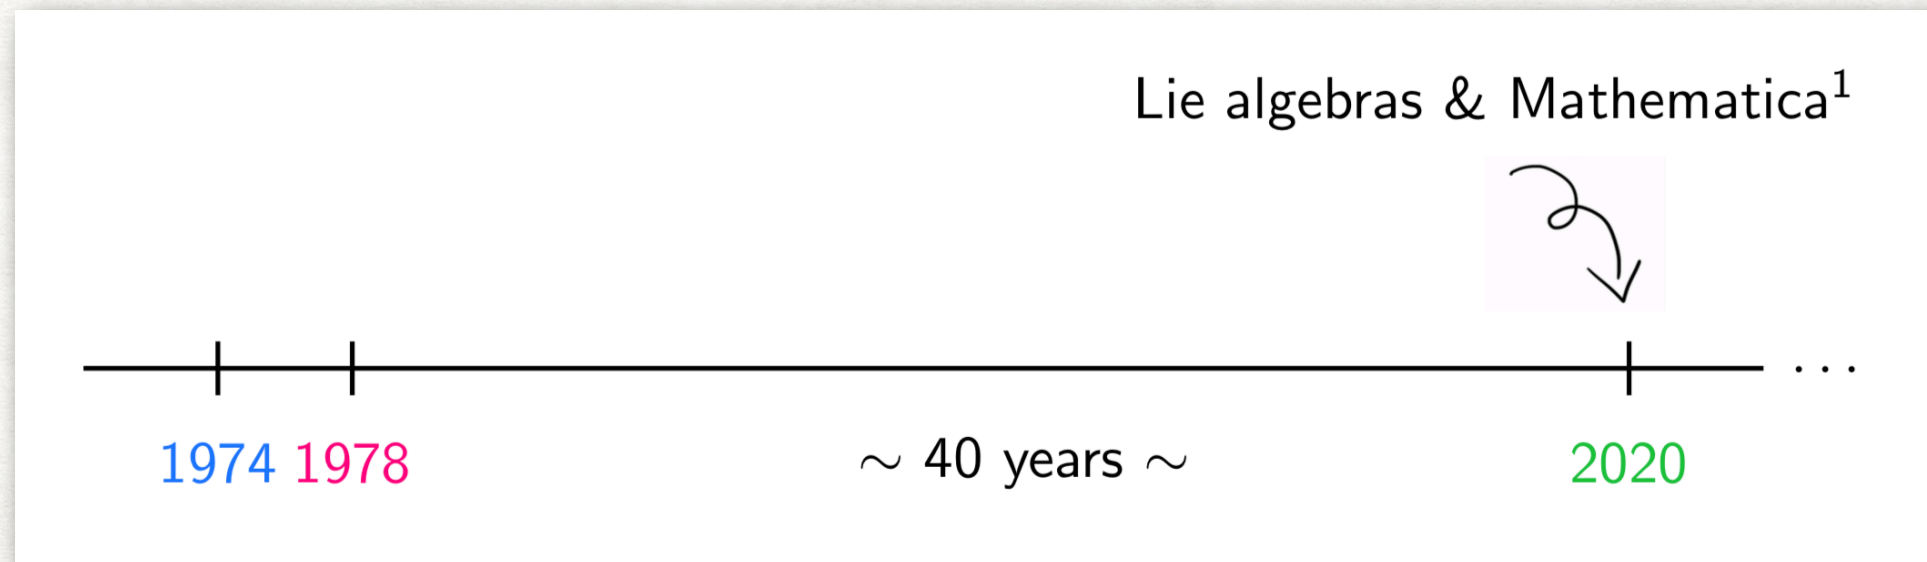 Lie algebras & Mathematica¹
. . .
1974 1978 ∼ 40 years ∼ 2020